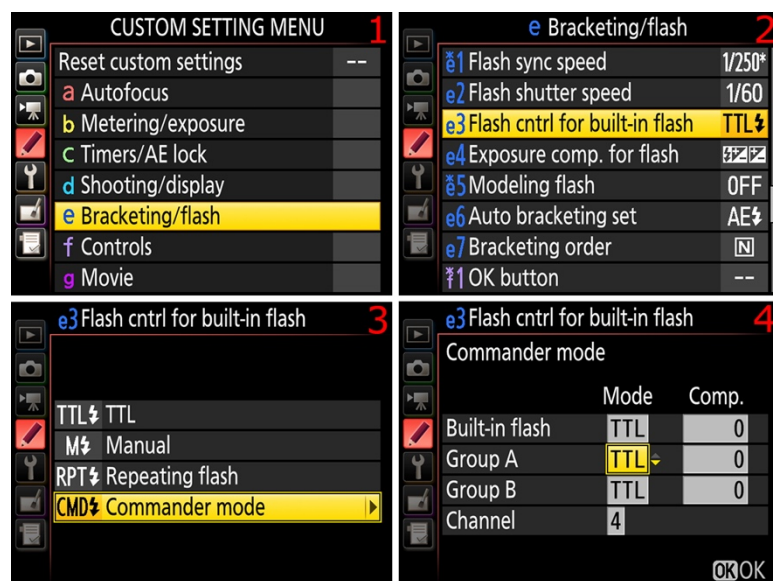 CUSTOM SETTING MENU 1
Reset custom settings --
a Autofocus
b Metering/exposure
c Timers/AE lock
d Shooting/display
e Bracketing/flash
f Controls
g Movie
e Bracketing/flash 2
*e1 Flash sync speed 1/250*
e2 Flash shutter speed 1/60
e3 Flash cntrl for built-in flash TTL
e4 Exposure comp. for flash
*e5 Modeling flash OFF
e6 Auto bracketing set AE
e7 Bracketing order N
*f1 OK button --
e3 Flash cntrl for built-in flash 3
TTL TTL
M Manual
RPT Repeating flash
CMD Commander mode
e3 Flash cntrl for built-in flash 4
Commander mode
Mode Comp.
Built-in flash TTL 0
Group A TTL 0
Group B TTL 0
Channel 4
OK OK